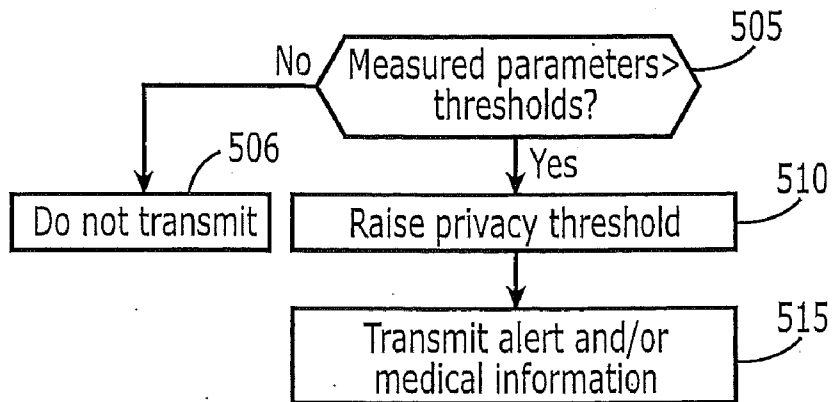 505
No
Measured parameters>
thresholds?
506
Yes
510
Do not transmit
Raise privacy threshold
515
Transmit alert and/or
medical information